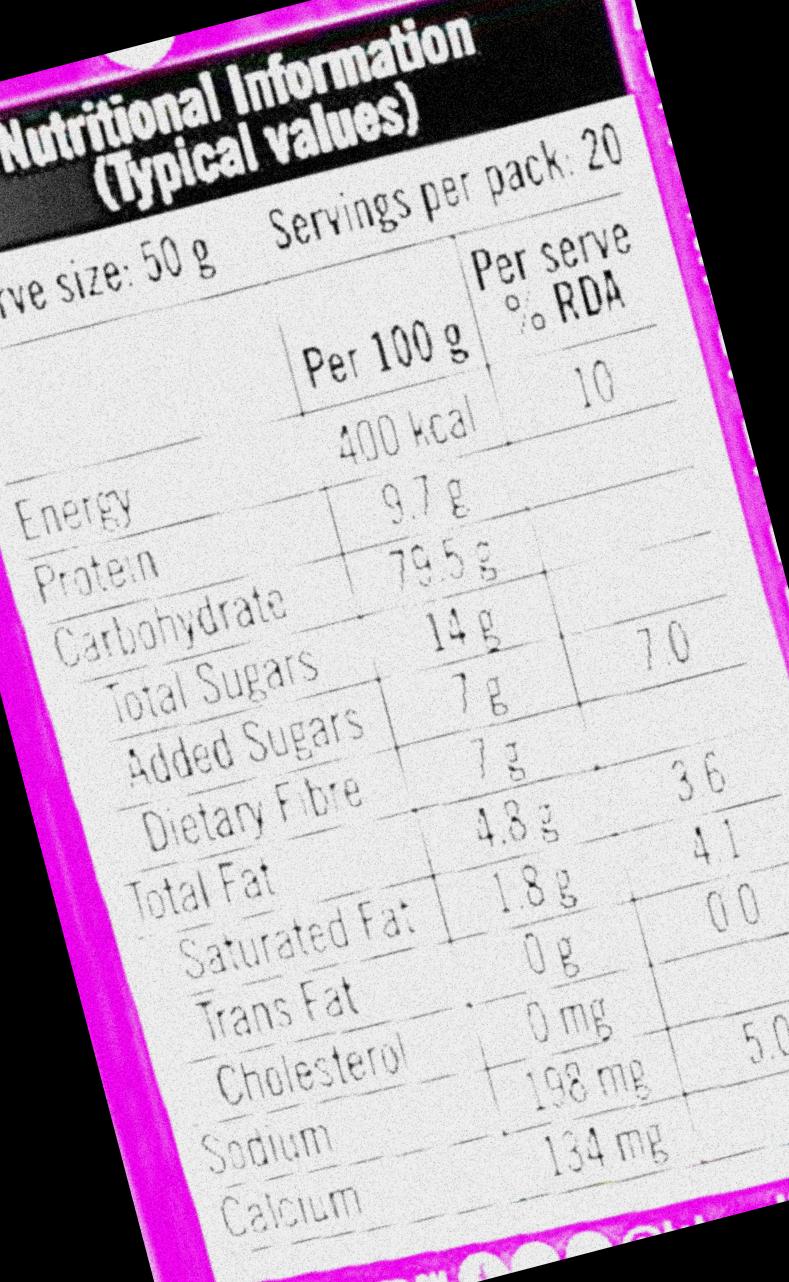 Nutritional Information
(Typical values)
rve size: 50 g Servings per pack: 20
Per 100 g Per serve % RDA
Energy 400 kcal 10
Protein 9.7 g
Carbohydrate 79.5 g
Total Sugars 14 g
Added Sugars 7 g 7.0
Dietary Fibre 7 g
Total Fat 4.8 g 3 6
Saturated Fat 1.8 g 4.1
Trans Fat 0 g 0 0
Cholesterol 0 mg
Sodium 198 mg 5.0
Calcium 134 mg